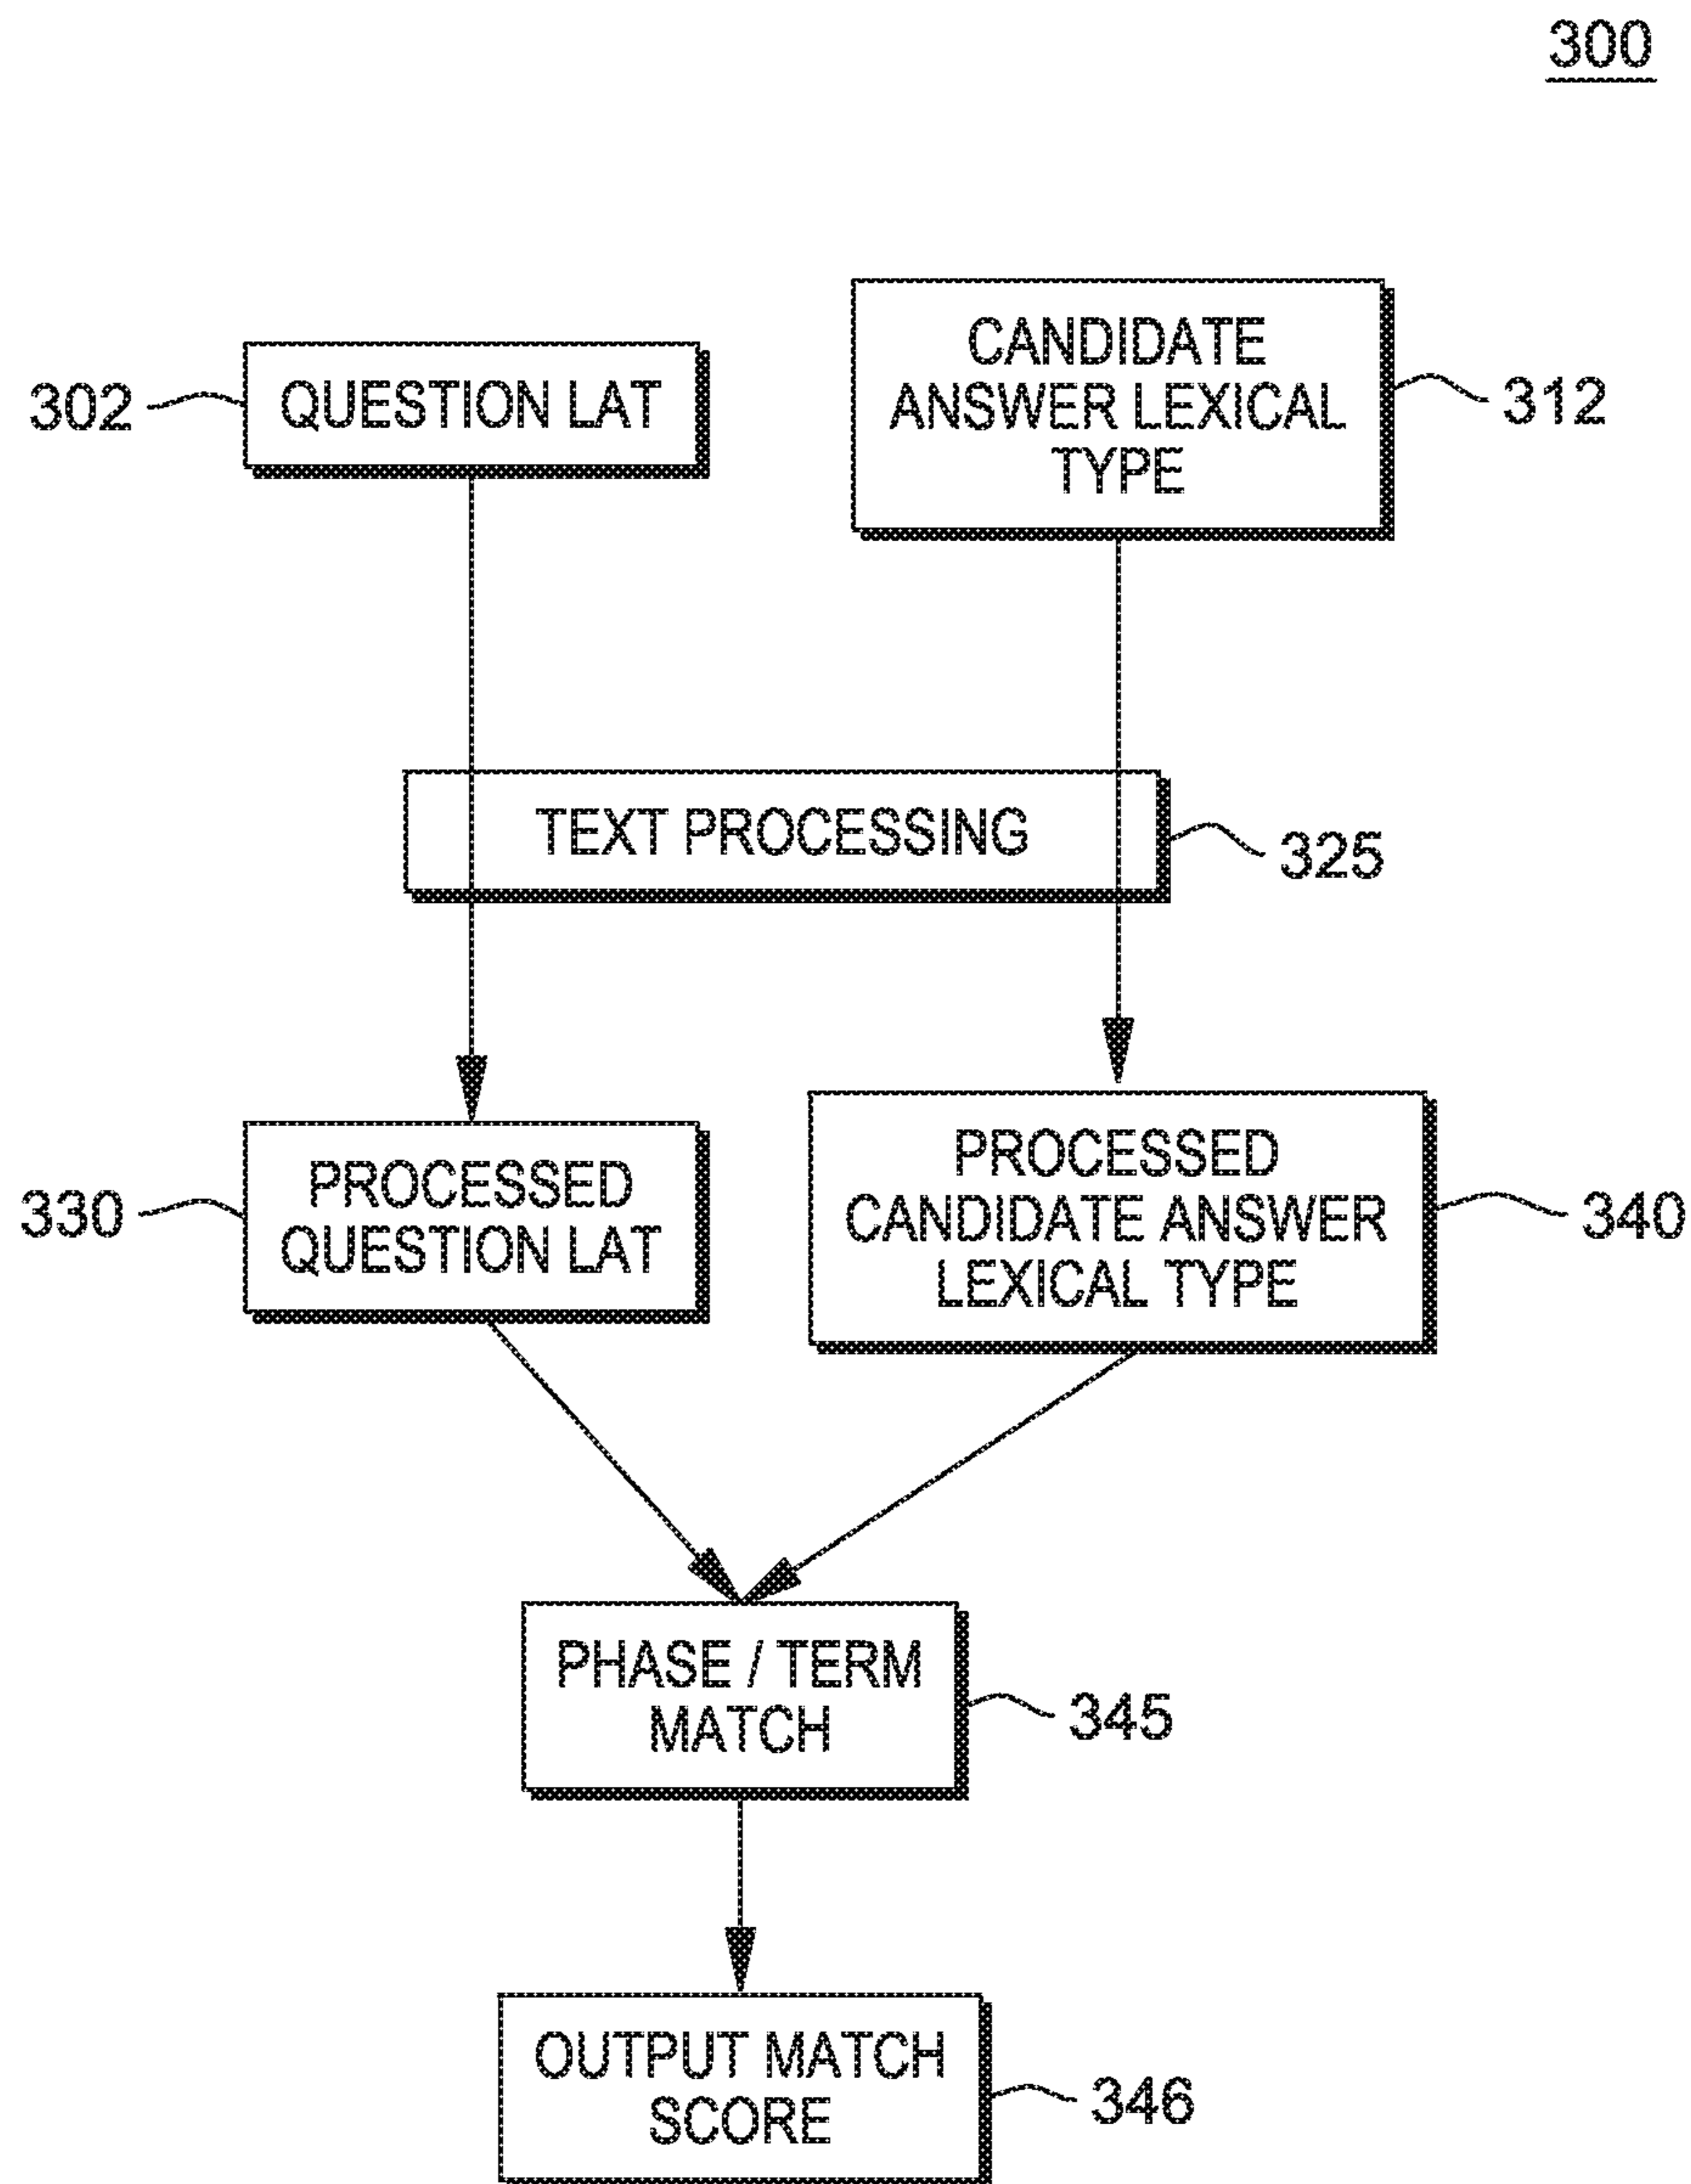 300
302
QUESTION LAT
CANDIDATE
ANSWER LEXICAL
TYPE
312
TEXT PROCESSING
325
330
PROCESSED
QUESTION LAT
PROCESSED
CANDIDATE ANSWER
LEXICAL TYPE
340
PHASE / TERM
MATCH
345
OUTPUT MATCH
SCORE
346